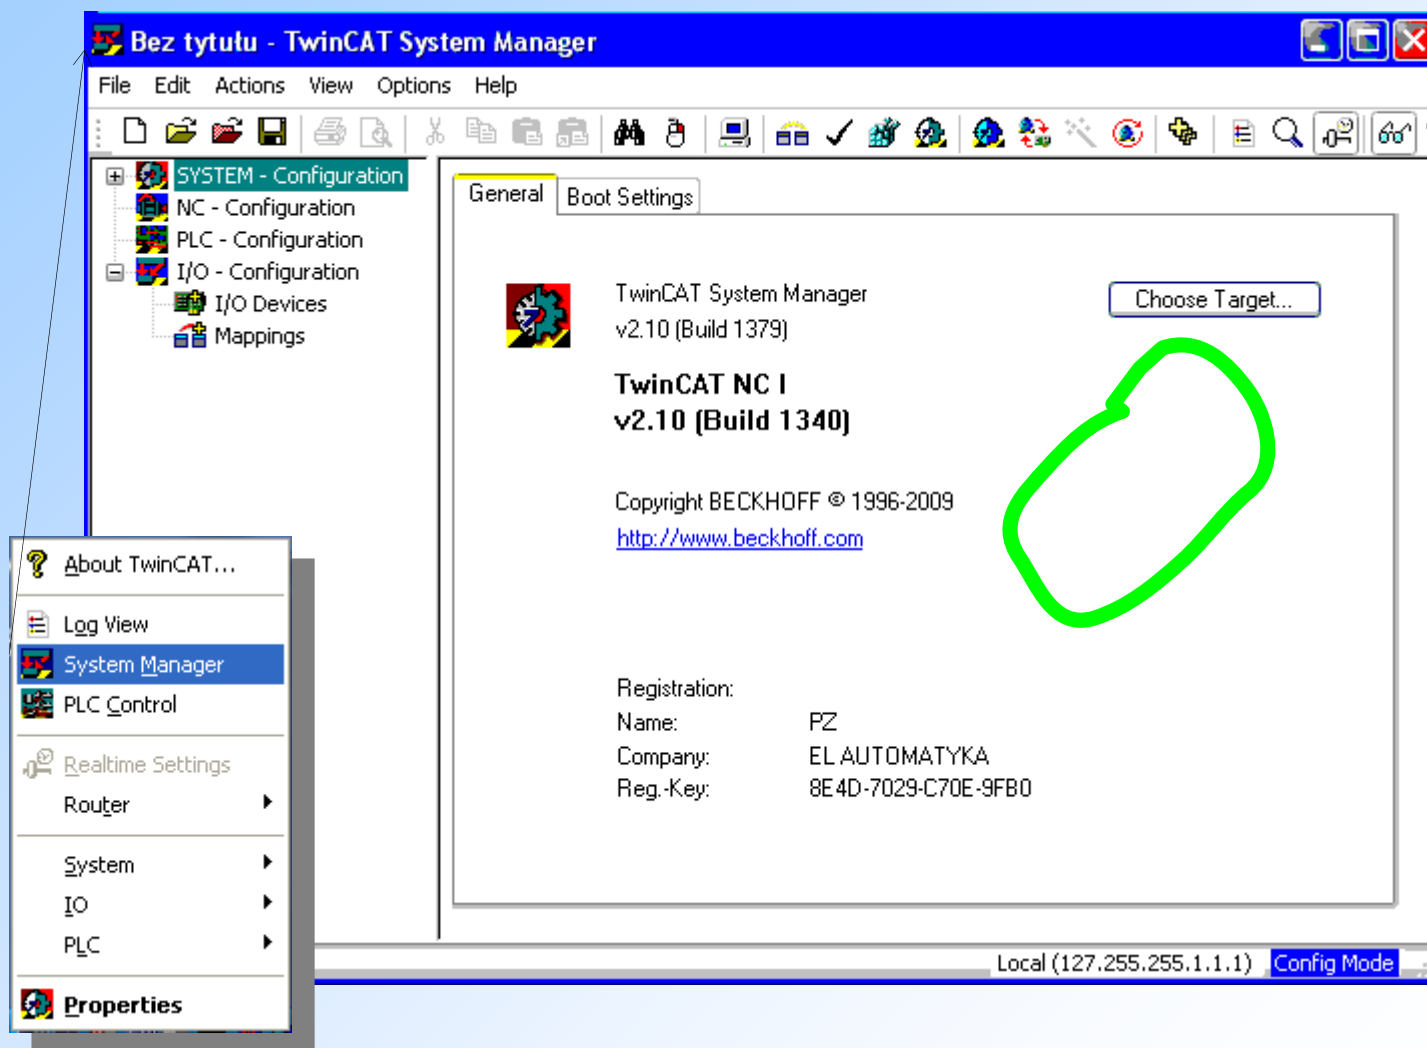 Bez tytułu - TwinCAT System Manager
File Edit Actions View Options Help
SYSTEM - Configuration
NC - Configuration
PLC - Configuration
I/O - Configuration
I/O Devices
Mappings
General Boot Settings
TwinCAT System Manager
v2.10 (Build 1379)
Choose Target...
TwinCAT NC I
v2.10 (Build 1340)
Copyright BECKHOFF © 1996-2009
http://www.beckhoff.com
Registration:
Name: PZ
Company: EL AUTOMATYKA
Reg.-Key: 8E4D-7029-C70E-9FB0
Local (127.255.255.1.1.1) Config Mode
About TwinCAT...
Log View
System Manager
PLC Control
Realtime Settings
Router
System
IO
PLC
Properties